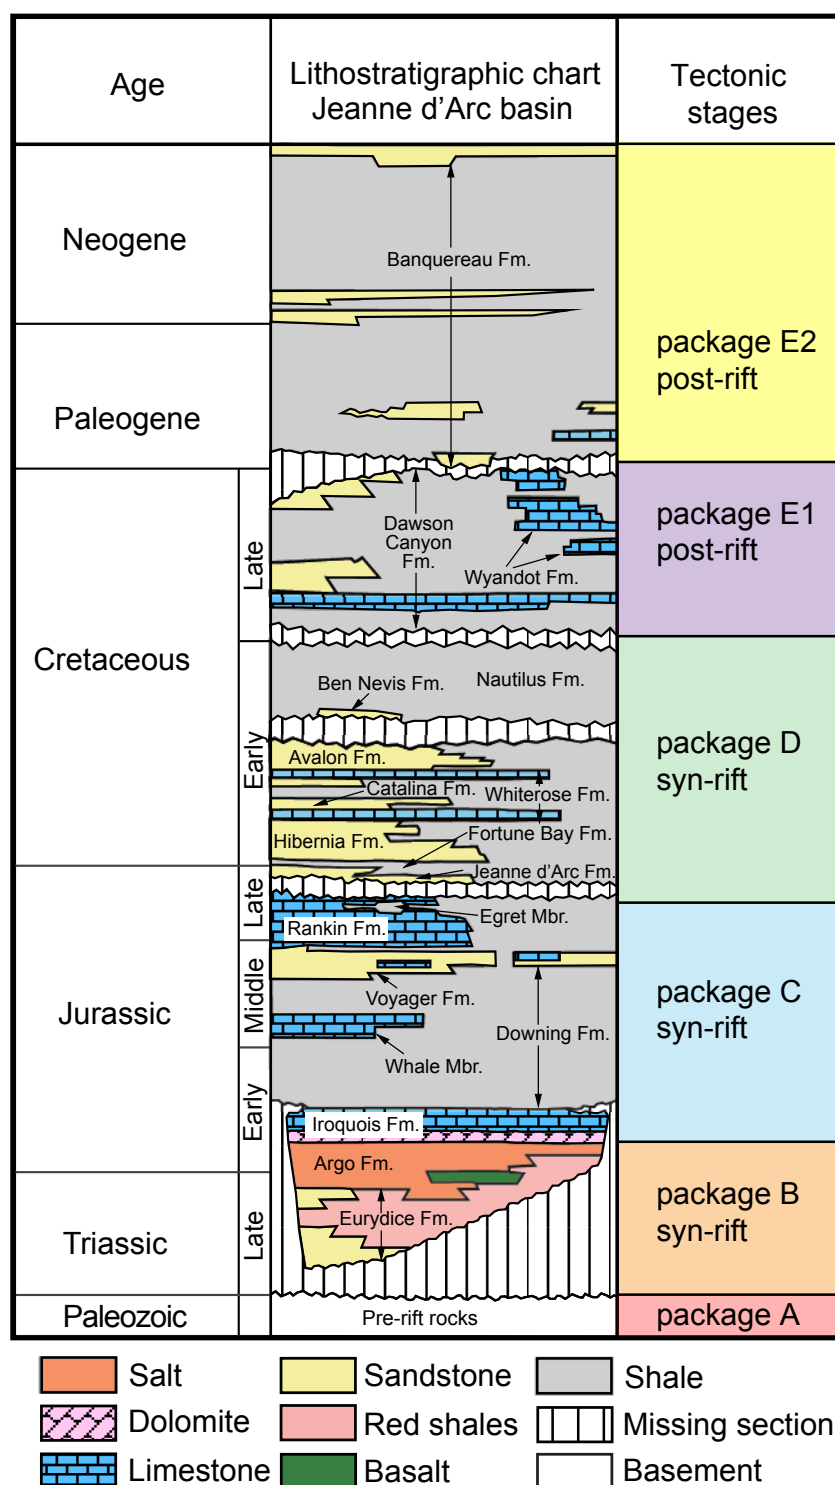 Age
Lithostratigraphic chart
Jeanne d’Arc basin
Tectonic
stages
Neogene
Banquereau Fm.
package E2
post-rift
Paleogene
Cretaceous
Late
Dawson
Canyon
Fm.
Wyandot Fm.
package E1
post-rift
Early
Ben Nevis Fm.
Nautilus Fm.
Avalon Fm.
Catalina Fm.
Whiterose Fm.
Hibernia Fm.
Fortune Bay Fm.
Jeanne d’Arc Fm.
package D
syn-rift
Jurassic
Late
Egret Mbr.
Rankin Fm.
Middle
Voyager Fm.
Downing Fm.
Whale Mbr.
package C
syn-rift
Early
Iroquois Fm.
Argo Fm.
Triassic
Late
Eurydice Fm.
package B
syn-rift
Paleozoic
Pre-rift rocks
package A
Salt
Sandstone
Shale
Dolomite
Red shales
Missing section
Limestone
Basalt
Basement